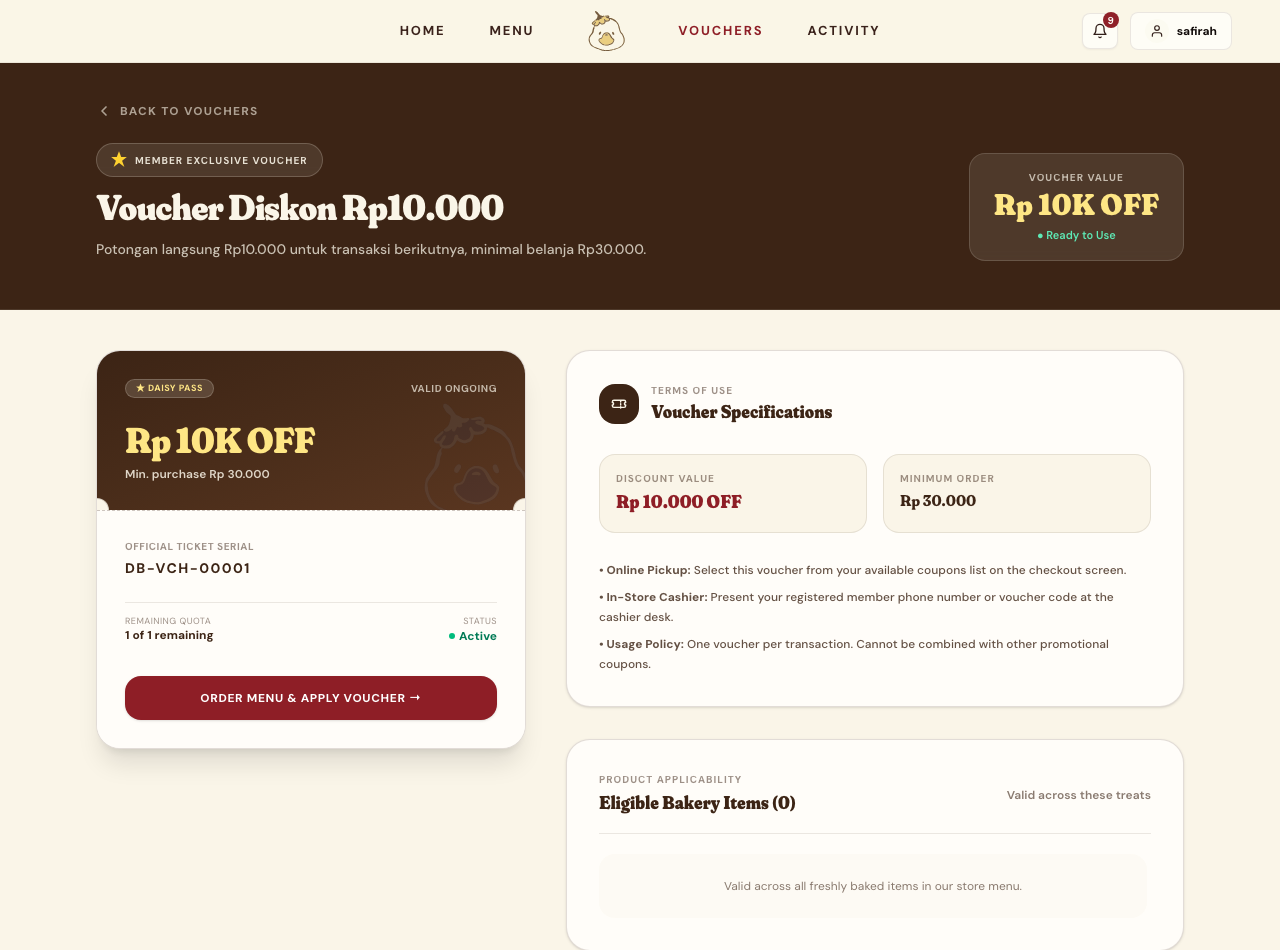 HOME MENU VOUCHERS ACTIVITY 9 safirah
BACK TO VOUCHERS
MEMBER EXCLUSIVE VOUCHER
Voucher Diskon Rp10.000
Potongan langsung Rp10.000 untuk transaksi berikutnya, minimal belanja Rp30.000.
VOUCHER VALUE
Rp 10K OFF
● Ready to Use
★ DAISY PASS VALID ONGOING
Rp 10K OFF
Min. purchase Rp 30.000
OFFICIAL TICKET SERIAL
DB-VCH-00001
REMAINING QUOTA STATUS
1 of 1 remaining Active
ORDER MENU & APPLY VOUCHER →
TERMS OF USE
Voucher Specifications
DISCOUNT VALUE
Rp 10.000 OFF
MINIMUM ORDER
Rp 30.000
• Online Pickup: Select this voucher from your available coupons list on the checkout screen.
• In-Store Cashier: Present your registered member phone number or voucher code at the
cashier desk.
• Usage Policy: One voucher per transaction. Cannot be combined with other promotional
coupons.
PRODUCT APPLICABILITY
Eligible Bakery Items (0)
Valid across these treats
Valid across all freshly baked items in our store menu.